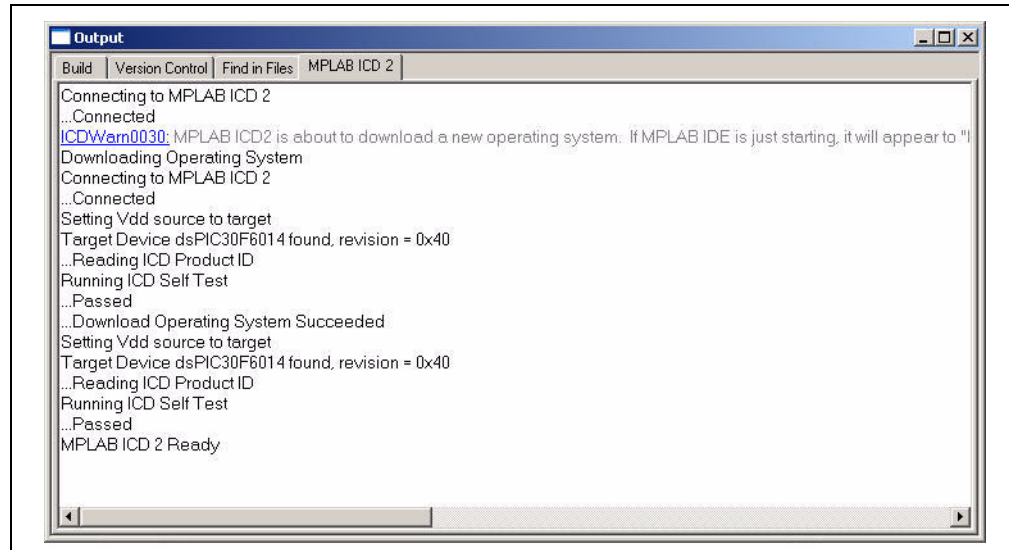 Output
Build Version Control Find in Files MPLAB ICD 2
Connecting to MPLAB ICD 2
...Connected
ICDWarn0030: MPLAB ICD2 is about to download a new operating system. If MPLAB IDE is just starting, it will appear to "l
Downloading Operating System
Connecting to MPLAB ICD 2
...Connected
Setting Vdd source to target
Target Device dsPIC30F6014 found, revision = 0x40
...Reading ICD Product ID
Running ICD Self Test
...Passed
...Download Operating System Succeeded
Setting Vdd source to target
Target Device dsPIC30F6014 found, revision = 0x40
...Reading ICD Product ID
Running ICD Self Test
...Passed
MPLAB ICD 2 Ready